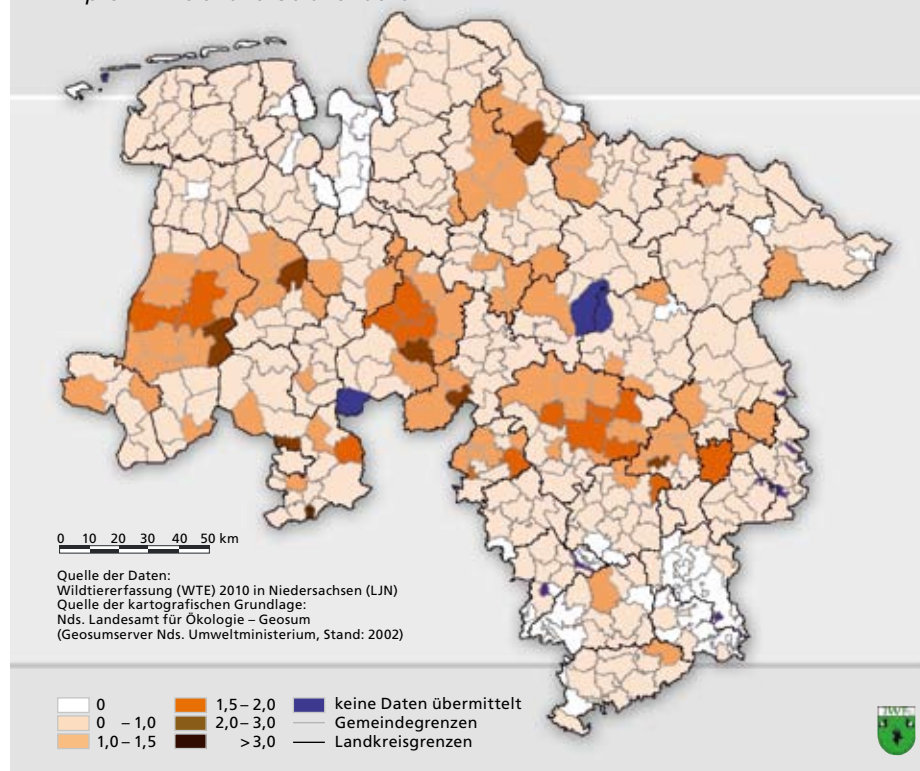 0 10 20 30 40 50 km
Quelle der Daten:
Wildtiererfassung (WTE) 2010 in Niedersachsen (LJN)
Quelle der kartografischen Grundlage:
Nds. Landesamt für Ökologie – Geosum
(Geosumserver Nds. Umweltministerium, Stand: 2002)
0
0 – 1,0
1,0 – 1,5
1,5 – 2,0
2,0 – 3,0
> 3,0
keine Daten übermittelt
Gemeindegrenzen
Landkreisgrenzen